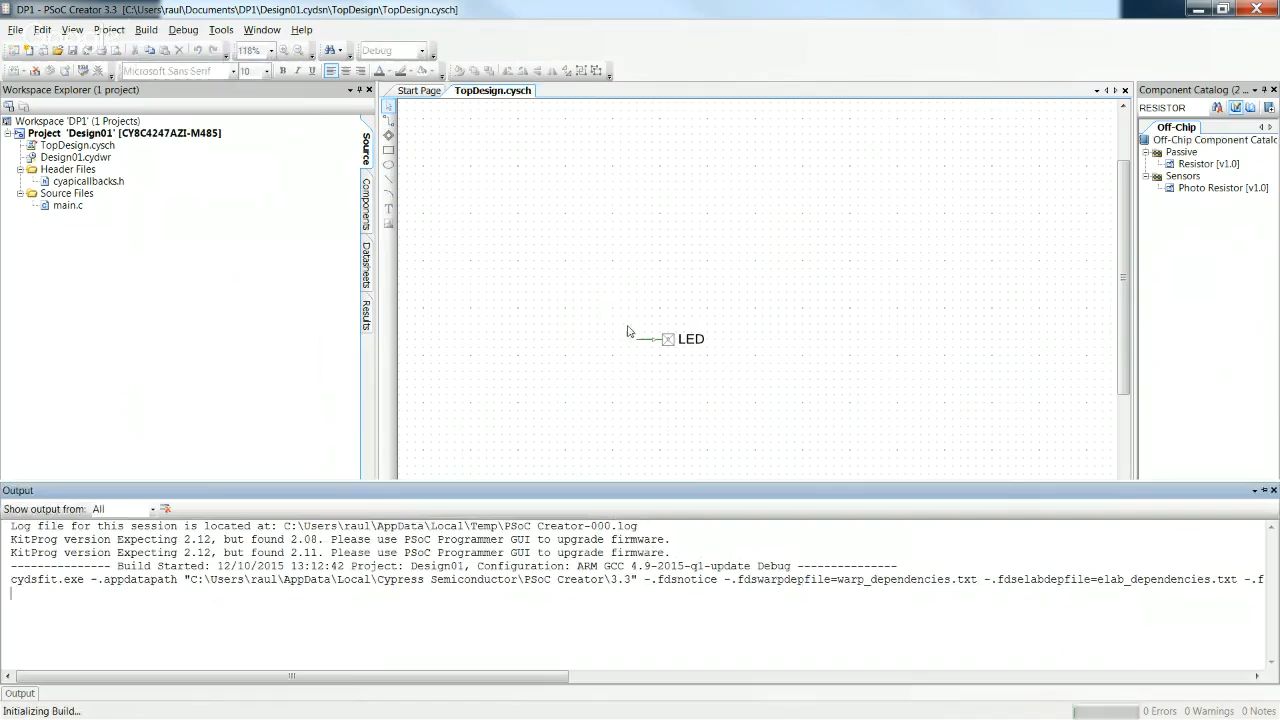 DP1 - PSoC Creator 3.3 [C:\Users\raul\Documents\DP1\Design01.cydsn\TopDesign\TopDesign.cysch]
File Edit View Project Build Debug Tools Window Help
118% Debug
Microsoft Sans Serif 10 B I U
Workspace Explorer (1 project)
Workspace 'DP1' (1 Projects)
Project 'Design01' [CY8C4247AZI-M485]
TopDesign.cysch
Design01.cydwr
Header Files
cyapicallbacks.h
Source Files
main.c
Source
Components
Datasheets
Results
Start Page TopDesign.cysch
T
LED
Component Catalog (2 ...
RESISTOR
Off-Chip
Off-Chip Component Catalc
Passive
Resistor [v1.0]
Sensors
Photo Resistor [v1.0]
Output
Show output from: All
Log file for this session is located at: C:\Users\raul\AppData\Local\Temp\PSoC Creator-000.log
KitProg version Expecting 2.12, but found 2.08. Please use PSoC Programmer GUI to upgrade firmware.
KitProg version Expecting 2.12, but found 2.11. Please use PSoC Programmer GUI to upgrade firmware.
--------------- Build Started: 12/10/2015 13:12:42 Project: Design01, Configuration: ARM GCC 4.9-2015-q1-update Debug ---------------
cydsfit.exe -.appdatapath "C:\Users\raul\AppData\Local\Cypress Semiconductor\PSoC Creator\3.3" -.fdsnotice -.fdswarpdepfile=warp_dependencies.txt -.fdselabdepfile=elab_dependencies.txt -.f
Output
Initializing Build... 0 Errors 0 Warnings 0 Notes